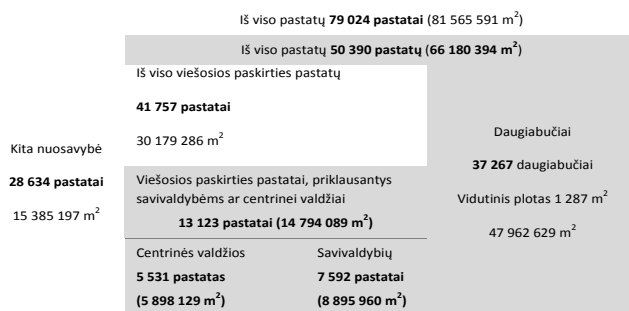 Iš viso pastatų 79 024 pastatai (81 565 591 m²)
Iš viso pastatų 50 390 pastatų (66 180 394 m²)
Kita nuosavybė
28 634 pastatai
15 385 197 m²
Iš viso viešosios paskirties pastatų
41 757 pastatai
30 179 286 m²
Viešosios paskirties pastatai, priklausantys
savivaldybėms ar centrinei valdžiai
13 123 pastatai (14 794 089 m²)
Centrinės valdžios
5 531 pastatas
(5 898 129 m²)
Savivaldybių
7 592 pastatai
(8 895 960 m²)
Daugiabučiai
37 267 daugiabučiai
Vidutinis plotas 1 287 m²
47 962 629 m²